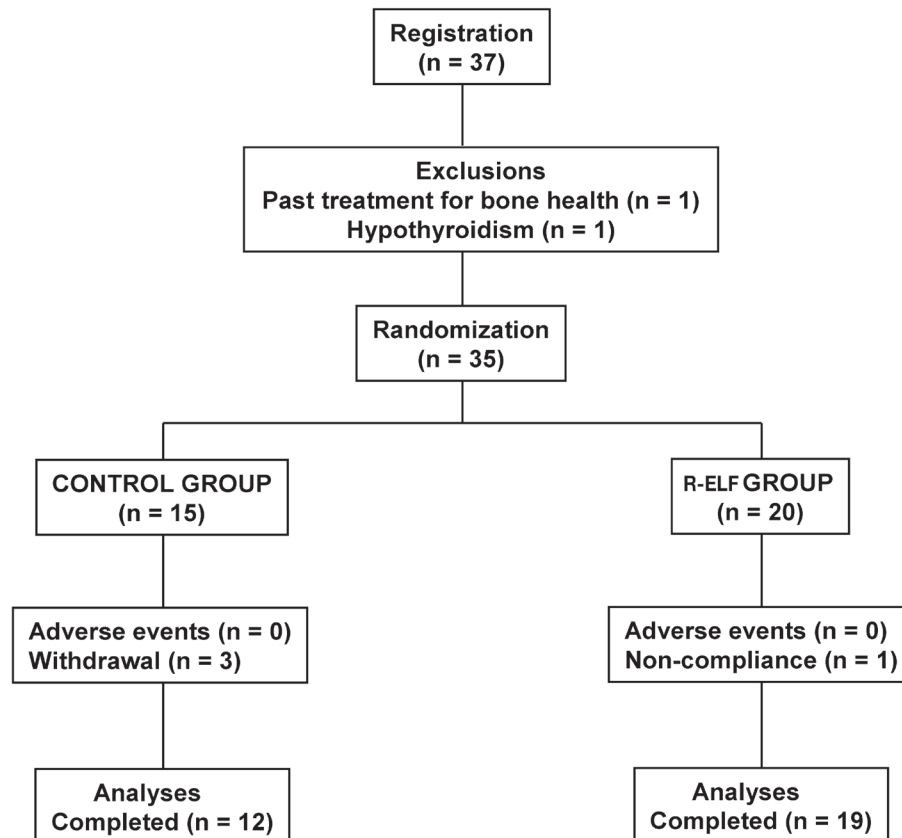 Registration
(n = 37)
Exclusions
Past treatment for bone health (n = 1)
Hypothyroidism (n = 1)
Randomization
(n = 35)
CONTROL GROUP
(n = 15)
R-ELF GROUP
(n = 20)
Adverse events (n = 0)
Withdrawal (n = 3)
Adverse events (n = 0)
Non-compliance (n = 1)
Analyses
Completed (n = 12)
Analyses
Completed (n = 19)